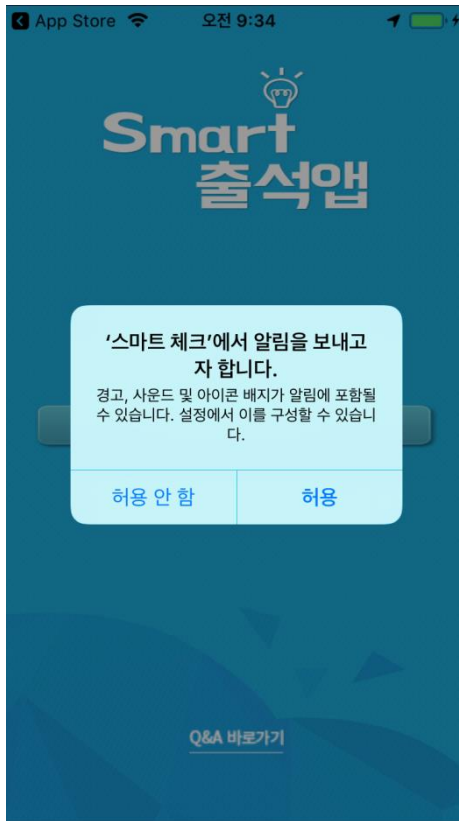 App Store 오전 9:34
Smart
출석앱
‘스마트 체크’에서 알림을 보내고
자 합니다.
경고, 사운드 및 아이콘 배지가 알림에 포함될
수 있습니다. 설정에서 이를 구성할 수 있습니
다.
허용 안 함 허용
Q&A 바로가기